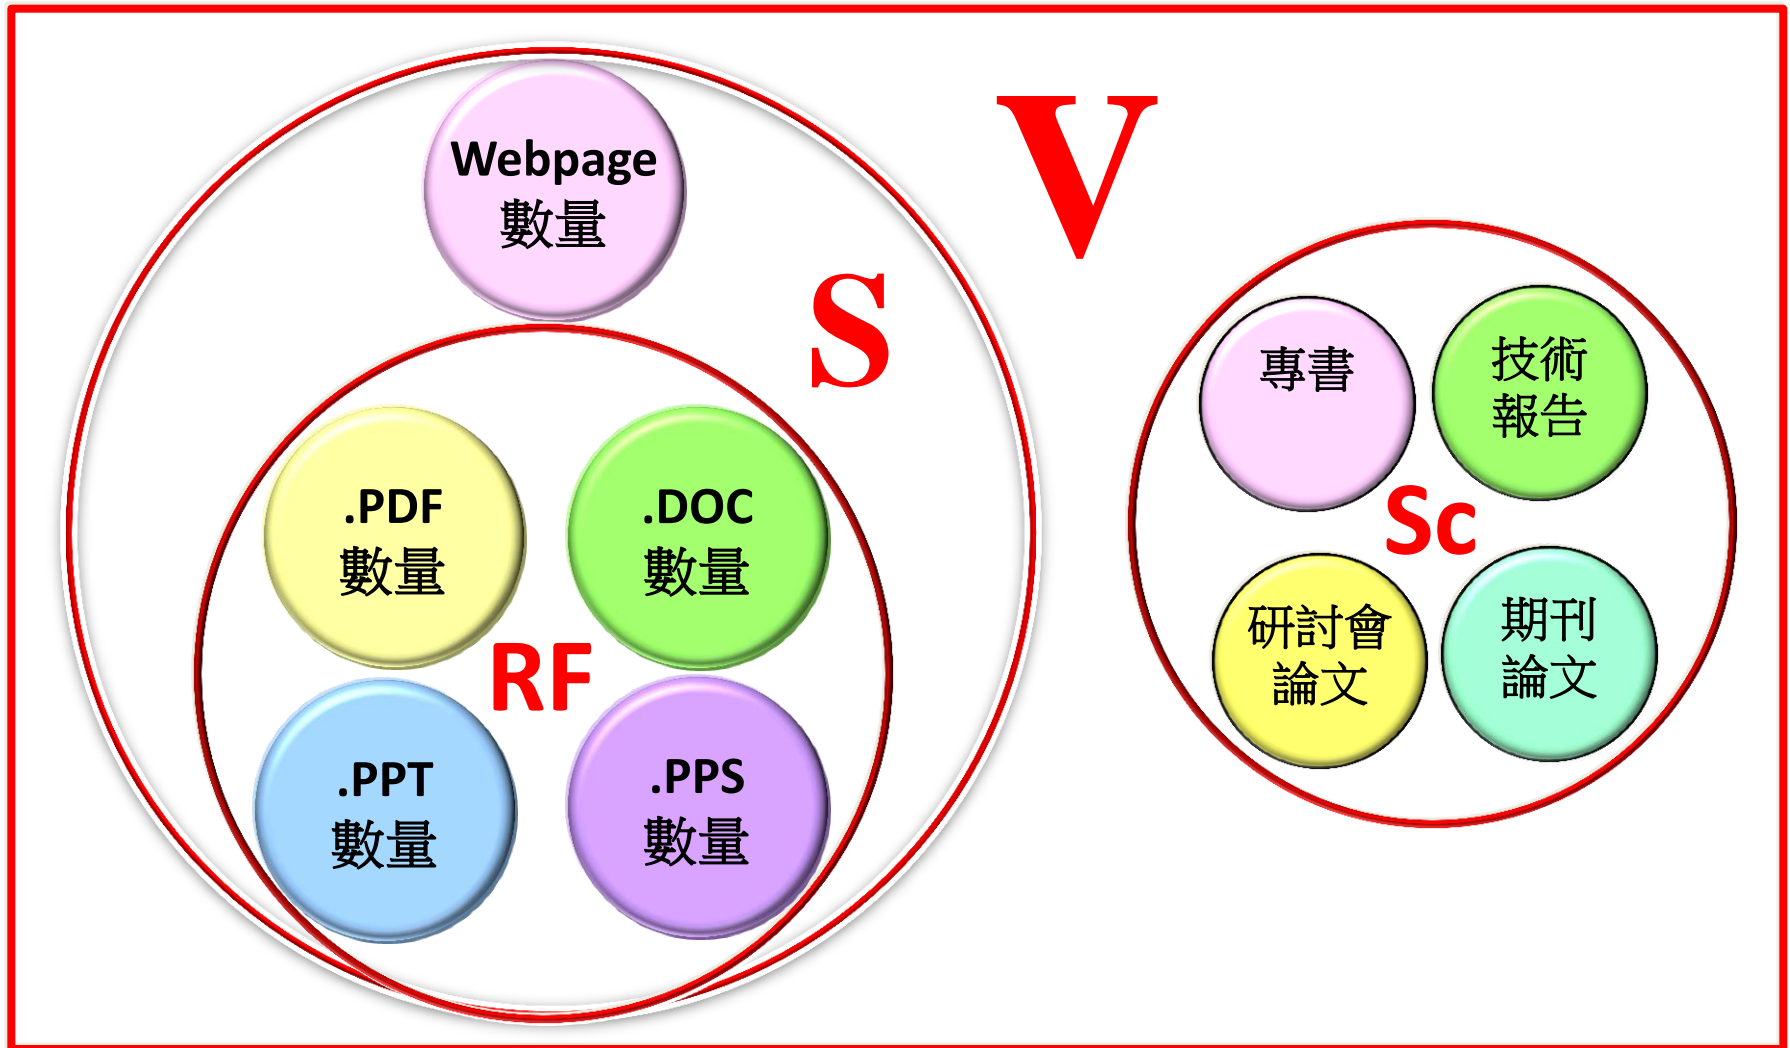 V
S
Webpage
數量
.PDF
數量
.DOC
數量
RF
.PPT
數量
.PPS
數量
專書
技術
報告
Sc
研討會
論文
期刊
論文